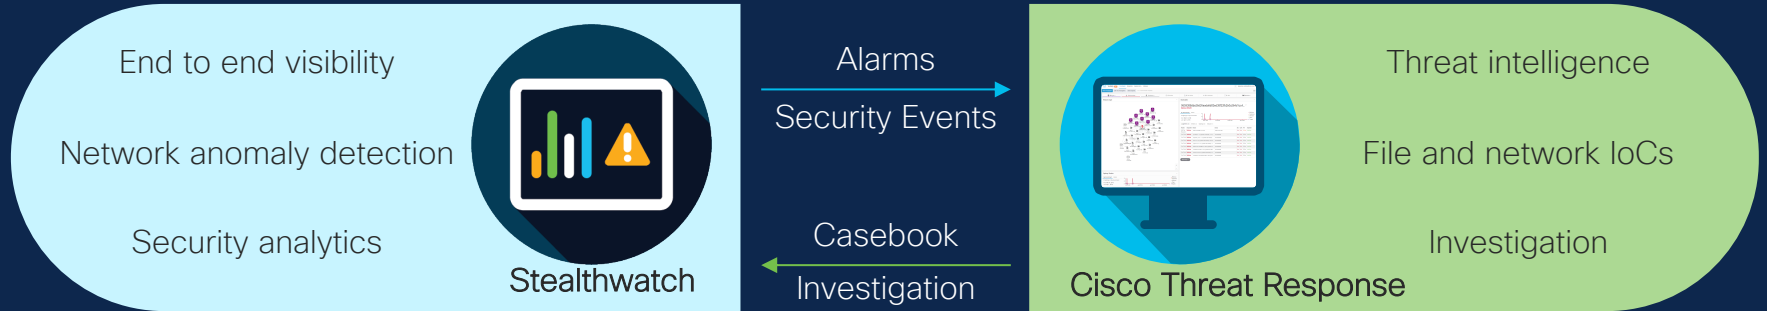 End to end visibility
Network anomaly detection
Security analytics
Stealthwatch
Alarms
Security Events
Casebook
Investigation
Cisco Threat Response
Threat intelligence
File and network IoCs
Investigation